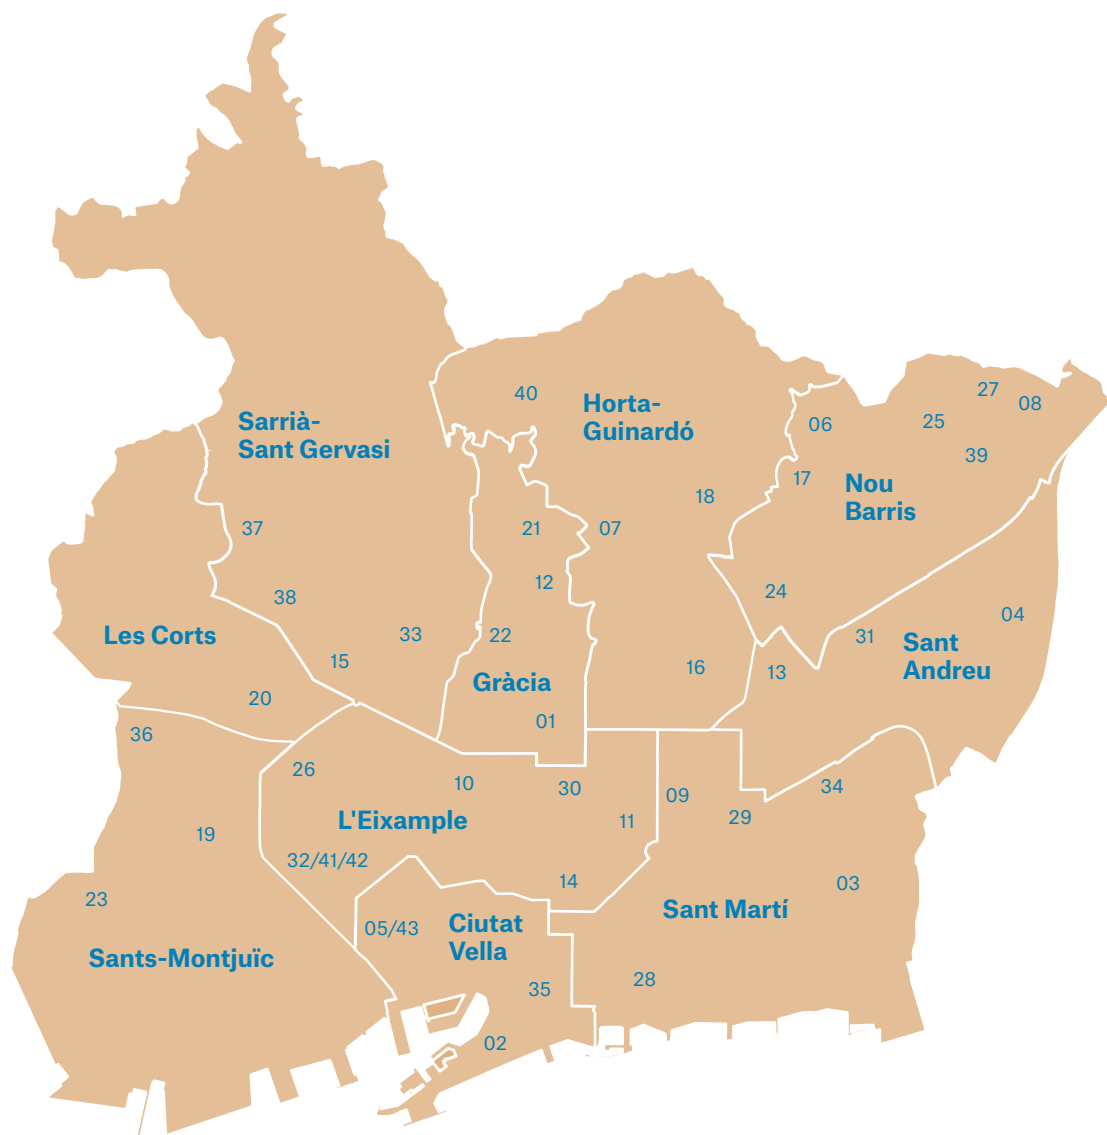 27
40
Horta-
08
06
Sarrià-
Guinardó
25
Sant Gervasi
39
17
Nou
18
Barris
37
21
07
12
24
38
04
Les Corts
33
22
31
Sant
15
16
13
Andreu
Gràcia
20
01
36
26
10
30
34
09
L'Eixample
11
29
19
32/41/42
14
03
23
Sant Martí
05/43
Ciutat
Vella
Sants-Montjuïc
35
28
02